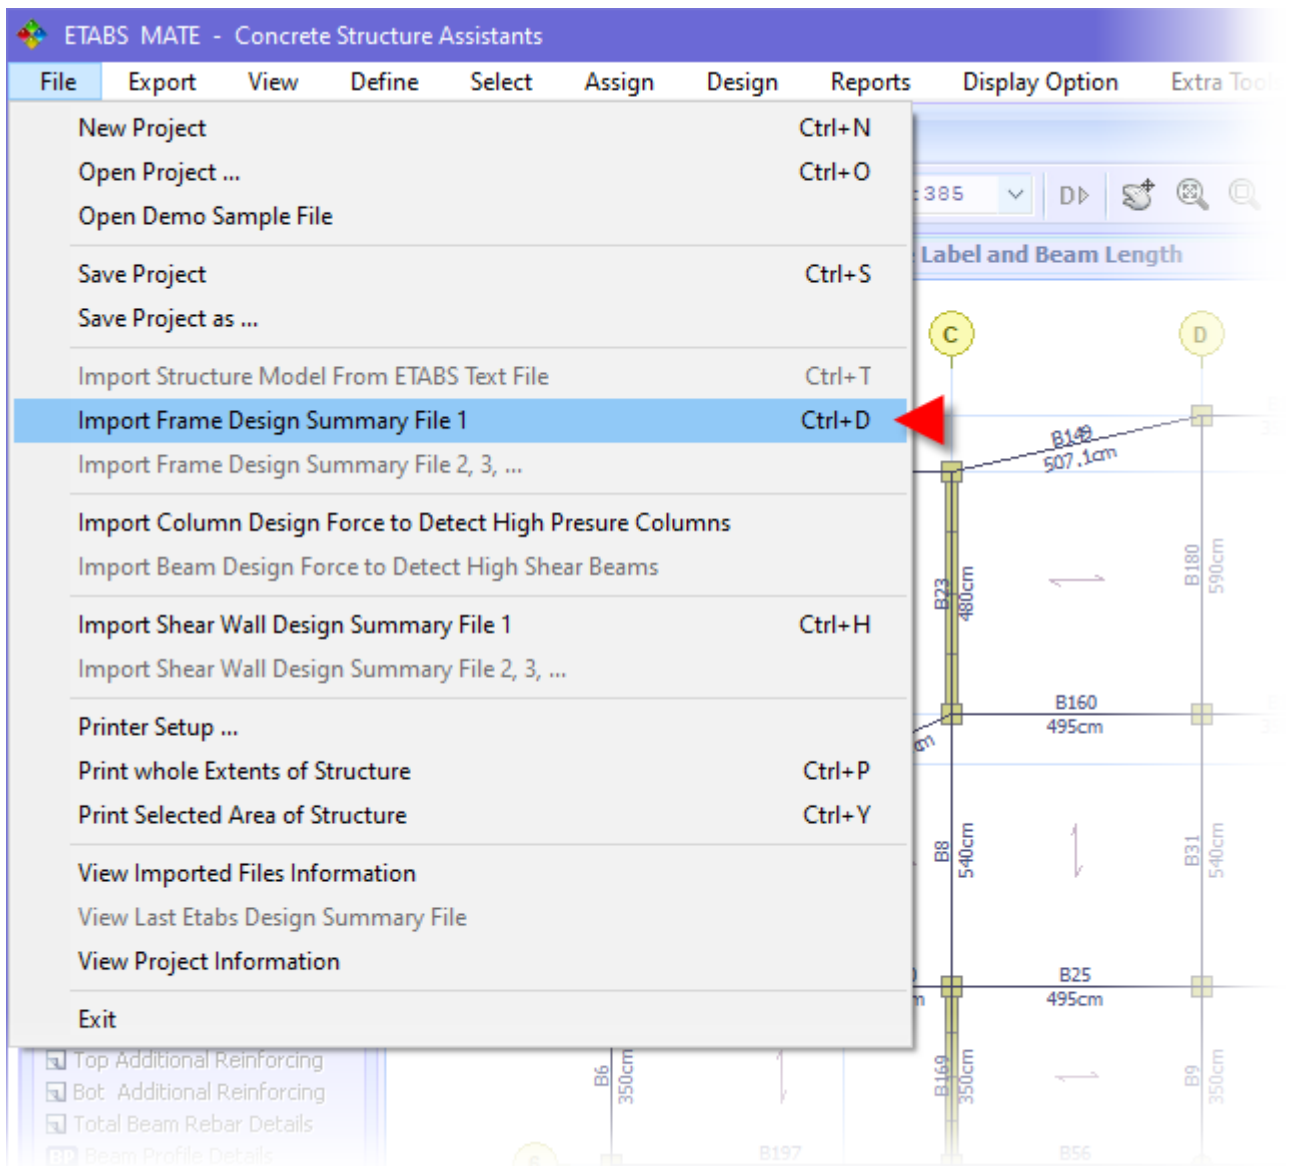 ETABS MATE - Concrete Structure Assistants
File Export View Define Select Assign Design Reports Display Option Extra
New Project Ctrl+N
Open Project ... Ctrl+O
Open Demo Sample File
Save Project Ctrl+S
Save Project as ...
Import Structure Model From ETABS Text File Ctrl+T
Import Frame Design Summary File 1 Ctrl+D
Import Frame Design Summary File 2, 3, ...
Import Column Design Force to Detect High Presure Columns
Import Beam Design Force to Detect High Shear Beams
Import Shear Wall Design Summary File 1 Ctrl+H
Import Shear Wall Design Summary File 2, 3, ...
Printer Setup ...
Print whole Extents of Structure Ctrl+P
Print Selected Area of Structure Ctrl+Y
View Imported Files Information
View Last Etabs Design Summary File
View Project Information
Exit
385 D
Label and Beam Length
C D
B149
507.1cm
B23 480cm
B180 590cm
B160
495cm
B8 540cm
B31 540cm
B25
495cm
B6 350cm
B169 350cm
B9 350cm
B197
B56
Top Additional Reinforcing
Bot Additional Reinforcing
Total Beam Rebar Details
BP Beam Profile Details